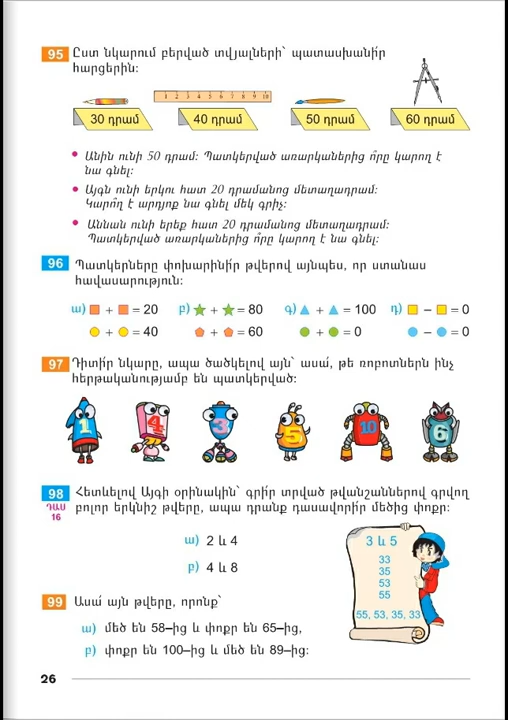 95 Ըստ նկարում բերված տվյալների՝ պատասխանի՛ր
հարցերին:
1 2 3 4 5 6 7 8 9 10
30 դրամ 40 դրամ 50 դրամ 60 դրամ
• Անին ունի 50 դրամ: Պատկերված առարկաներից ո՞րը կարող է
նա գնել:
• Այգն ունի երկու հատ 20 դրամանոց մետաղադրամ:
Կարո՞ղ է արդյոք նա գնել մեկ գրիչ:
• Աննան ունի երեք հատ 20 դրամանոց մետաղադրամ:
Պատկերված առարկաներից ո՞րը կարող է նա գնել:
96 Պատկերները փոխարինի՛ր թվերով այնպես, որ ստանաս
հավասարություն:
ա) + = 20 բ) + = 80 գ) + = 100 դ) – = 0
+ = 40 + = 60 + = 0 – = 0
97 Դիտի՛ր նկարը, ապա ծածկելով այն՝ ասա՛, թե ռոբոտներն ինչ
հերթականությամբ են պատկերված:
1 4 3 5 10 6
98 Հետևելով Այգի օրինակին՝ գրի՛ր տրված թվանշաններով գրվող
ԴԱՍ 16
բոլոր երկնիշ թվերը, ապա դրանք դասավորի՛ր մեծից փոքր:
ա) 2 և 4
բ) 4 և 8
3 և 5
33
35
53
55
55, 53, 35, 33
99 Ասա՛ այն թվերը, որոնք՝
ա) մեծ են 58–ից և փոքր են 65–ից,
բ) փոքր են 100–ից և մեծ են 89–ից:
26